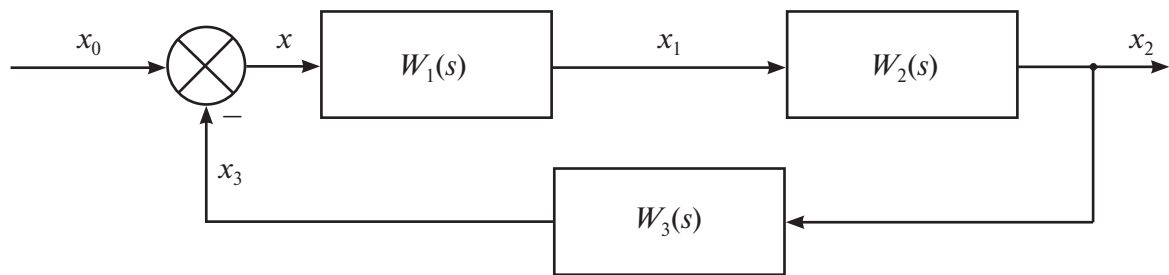 x₀
x
W₁(s)
x₁
W₂(s)
x₂
−
x₃
W₃(s)